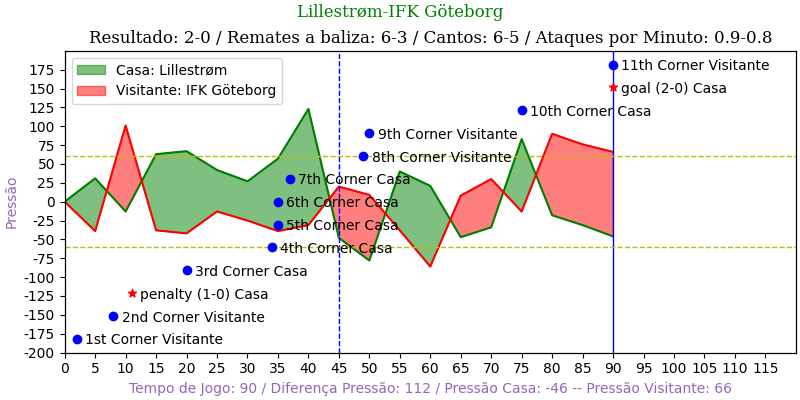 Lillestrøm-IFK Göteborg
Resultado: 2-0 / Remates a baliza: 6-3 / Cantos: 6-5 / Ataques por Minuto: 0.9-0.8
Casa: Lillestrøm
Visitante: IFK Göteborg
11th Corner Visitante
goal (2-0) Casa
10th Corner Casa
9th Corner Visitante
8th Corner Visitante
7th Corner Casa
6th Corner Casa
5th Corner Casa
4th Corner Casa
3rd Corner Casa
penalty (1-0) Casa
2nd Corner Visitante
1st Corner Visitante
Pressão
175
150
125
100
75
50
25
0
-25
-50
-75
-100
-125
-150
-175
-200
0 5 10 15 20 25 30 35 40 45 50 55 60 65 70 75 80 85 90 95 100 105 110 115
Tempo de Jogo: 90 / Diferença Pressão: 112 / Pressão Casa: -46 -- Pressão Visitante: 66